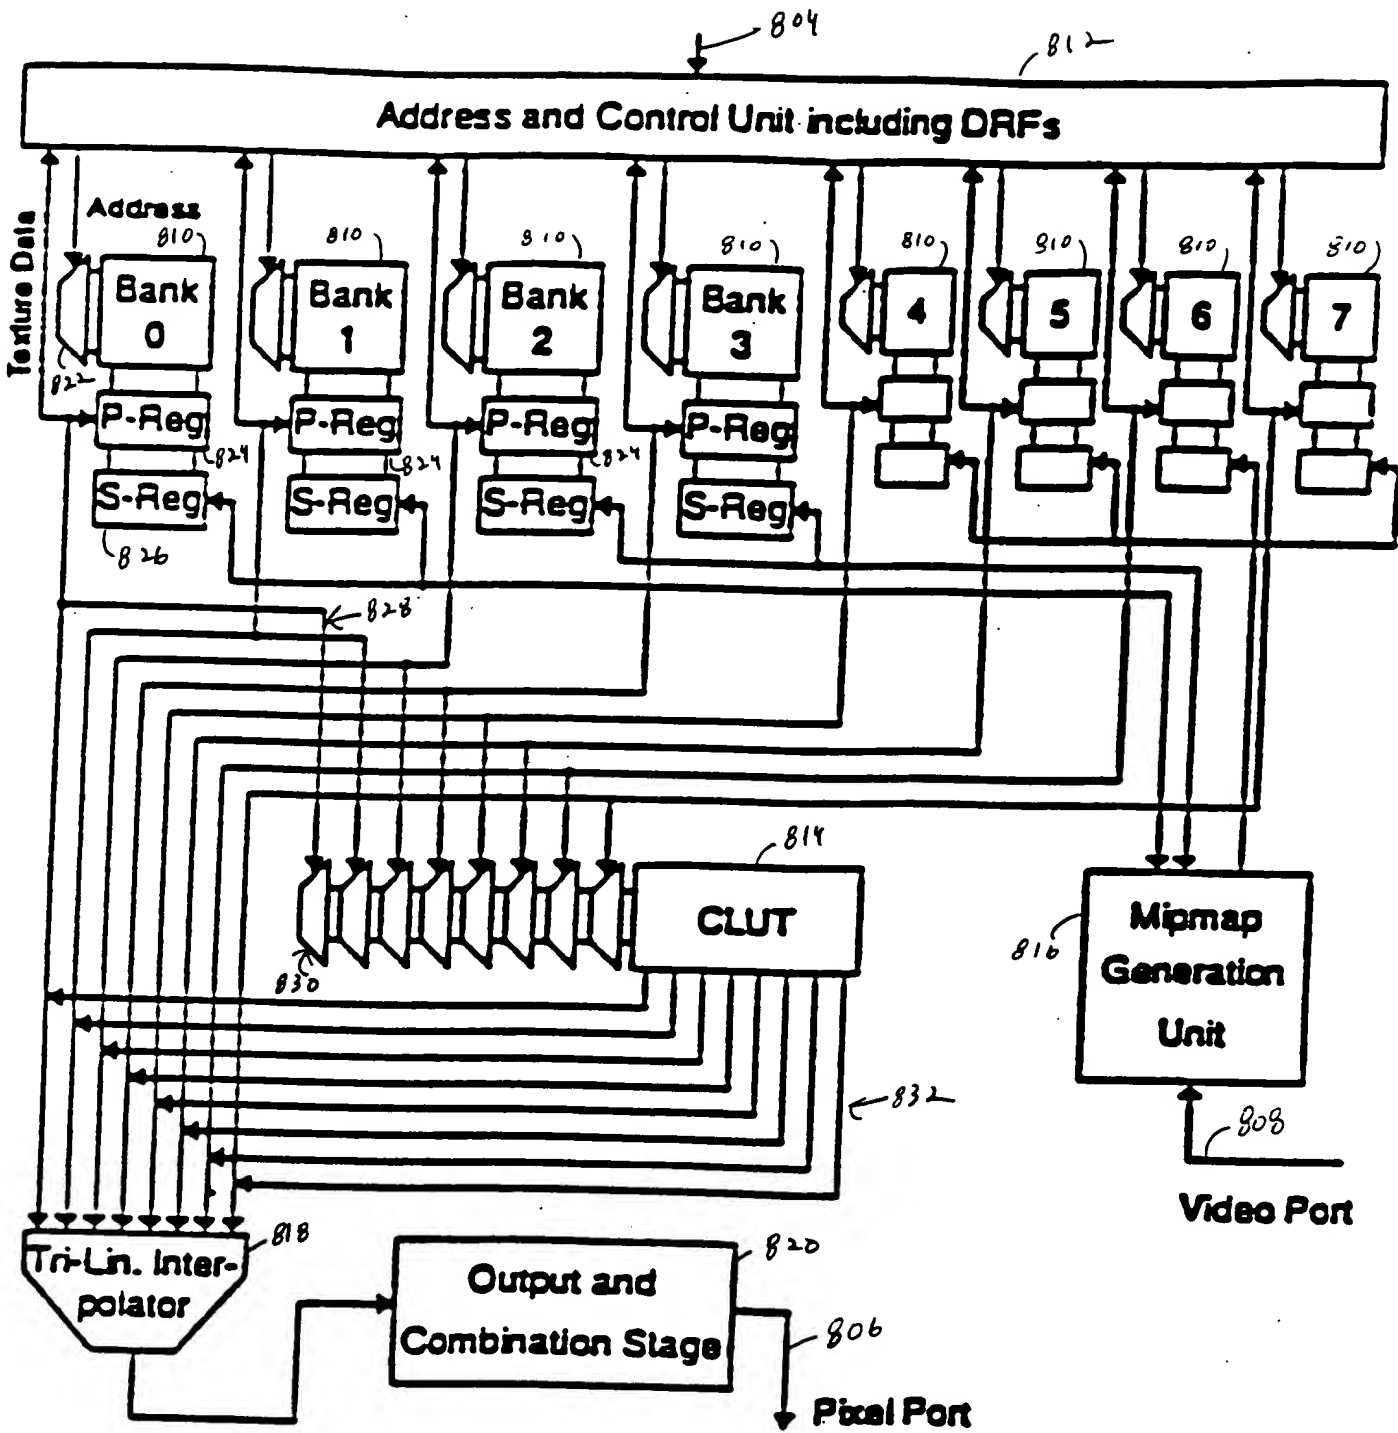 804
812
Address and Control Unit including DRFs
Texture Data
Address
810
810
810
810
810
810
810
810
Bank 0
Bank 1
Bank 2
Bank 3
4
5
6
7
822
P-Reg
P-Reg
P-Reg
P-Reg
824
824
824
S-Reg
S-Reg
S-Reg
S-Reg
826
828
814
CLUT
830
816
Mipmap
Generation
Unit
832
808
Video Port
818
Tri-Lin. Inter-
polator
820
Output and
Combination Stage
806
Pixel Port